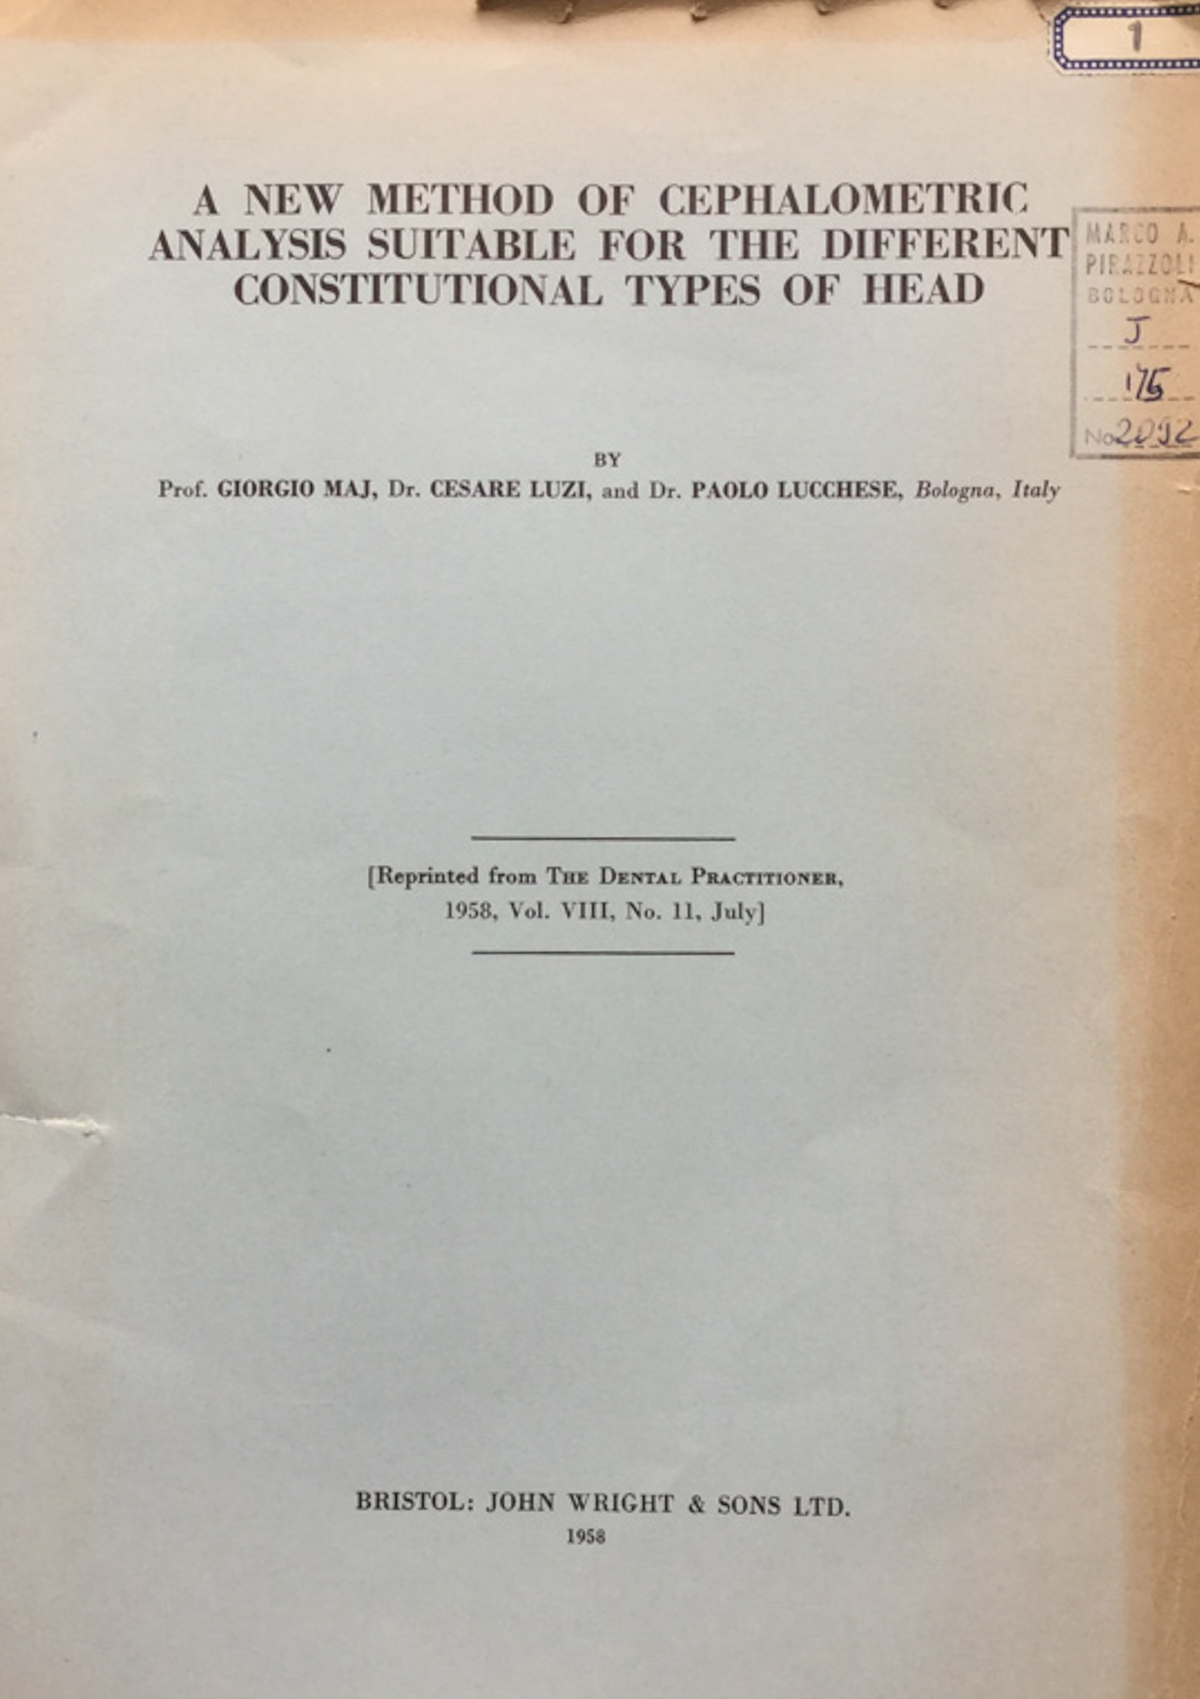 1
A NEW METHOD OF CEPHALOMETRIC
ANALYSIS SUITABLE FOR THE DIFFERENT
CONSTITUTIONAL TYPES OF HEAD
MARCO A.
PIRAZZOLI
BOLOGNA
J
175
No 2092
BY
Prof. GIORGIO MAJ, Dr. CESARE LUZI, and Dr. PAOLO LUCCHESE, Bologna, Italy
[Reprinted from THE DENTAL PRACTITIONER,
1958, Vol. VIII, No. 11, July]
BRISTOL: JOHN WRIGHT & SONS LTD.
1958